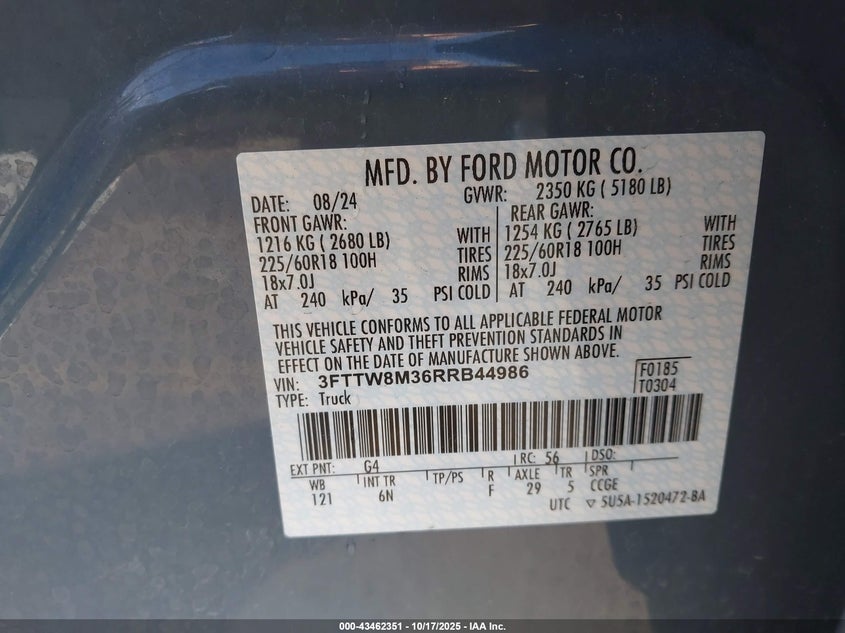 MFD. BY FORD MOTOR CO.
DATE: 08/24 GVWR: 2350 KG ( 5180 LB)
FRONT GAWR: REAR GAWR:
1216 KG ( 2680 LB) WITH 1254 KG ( 2765 LB) WITH
225/60R18 100H TIRES 225/60R18 100H TIRES
18x7.0J RIMS 18x7.0J RIMS
AT 240 kPa/ 35 PSI COLD AT 240 kPa/ 35 PSI COLD
THIS VEHICLE CONFORMS TO ALL APPLICABLE FEDERAL MOTOR
VEHICLE SAFETY AND THEFT PREVENTION STANDARDS IN
EFFECT ON THE DATE OF MANUFACTURE SHOWN ABOVE.
VIN: 3FTTW8M36RRB44986 F0185
TYPE: Truck T0304
EXT PNT: G4 RC: 56 DSO:
WB INT TR TP/PS R AXLE TR SPR
121 6N F 29 5 CCGE
UTC ▽ 5U5A-1520472-BA
000-43462351 | 10/17/2025 - IAA Inc.